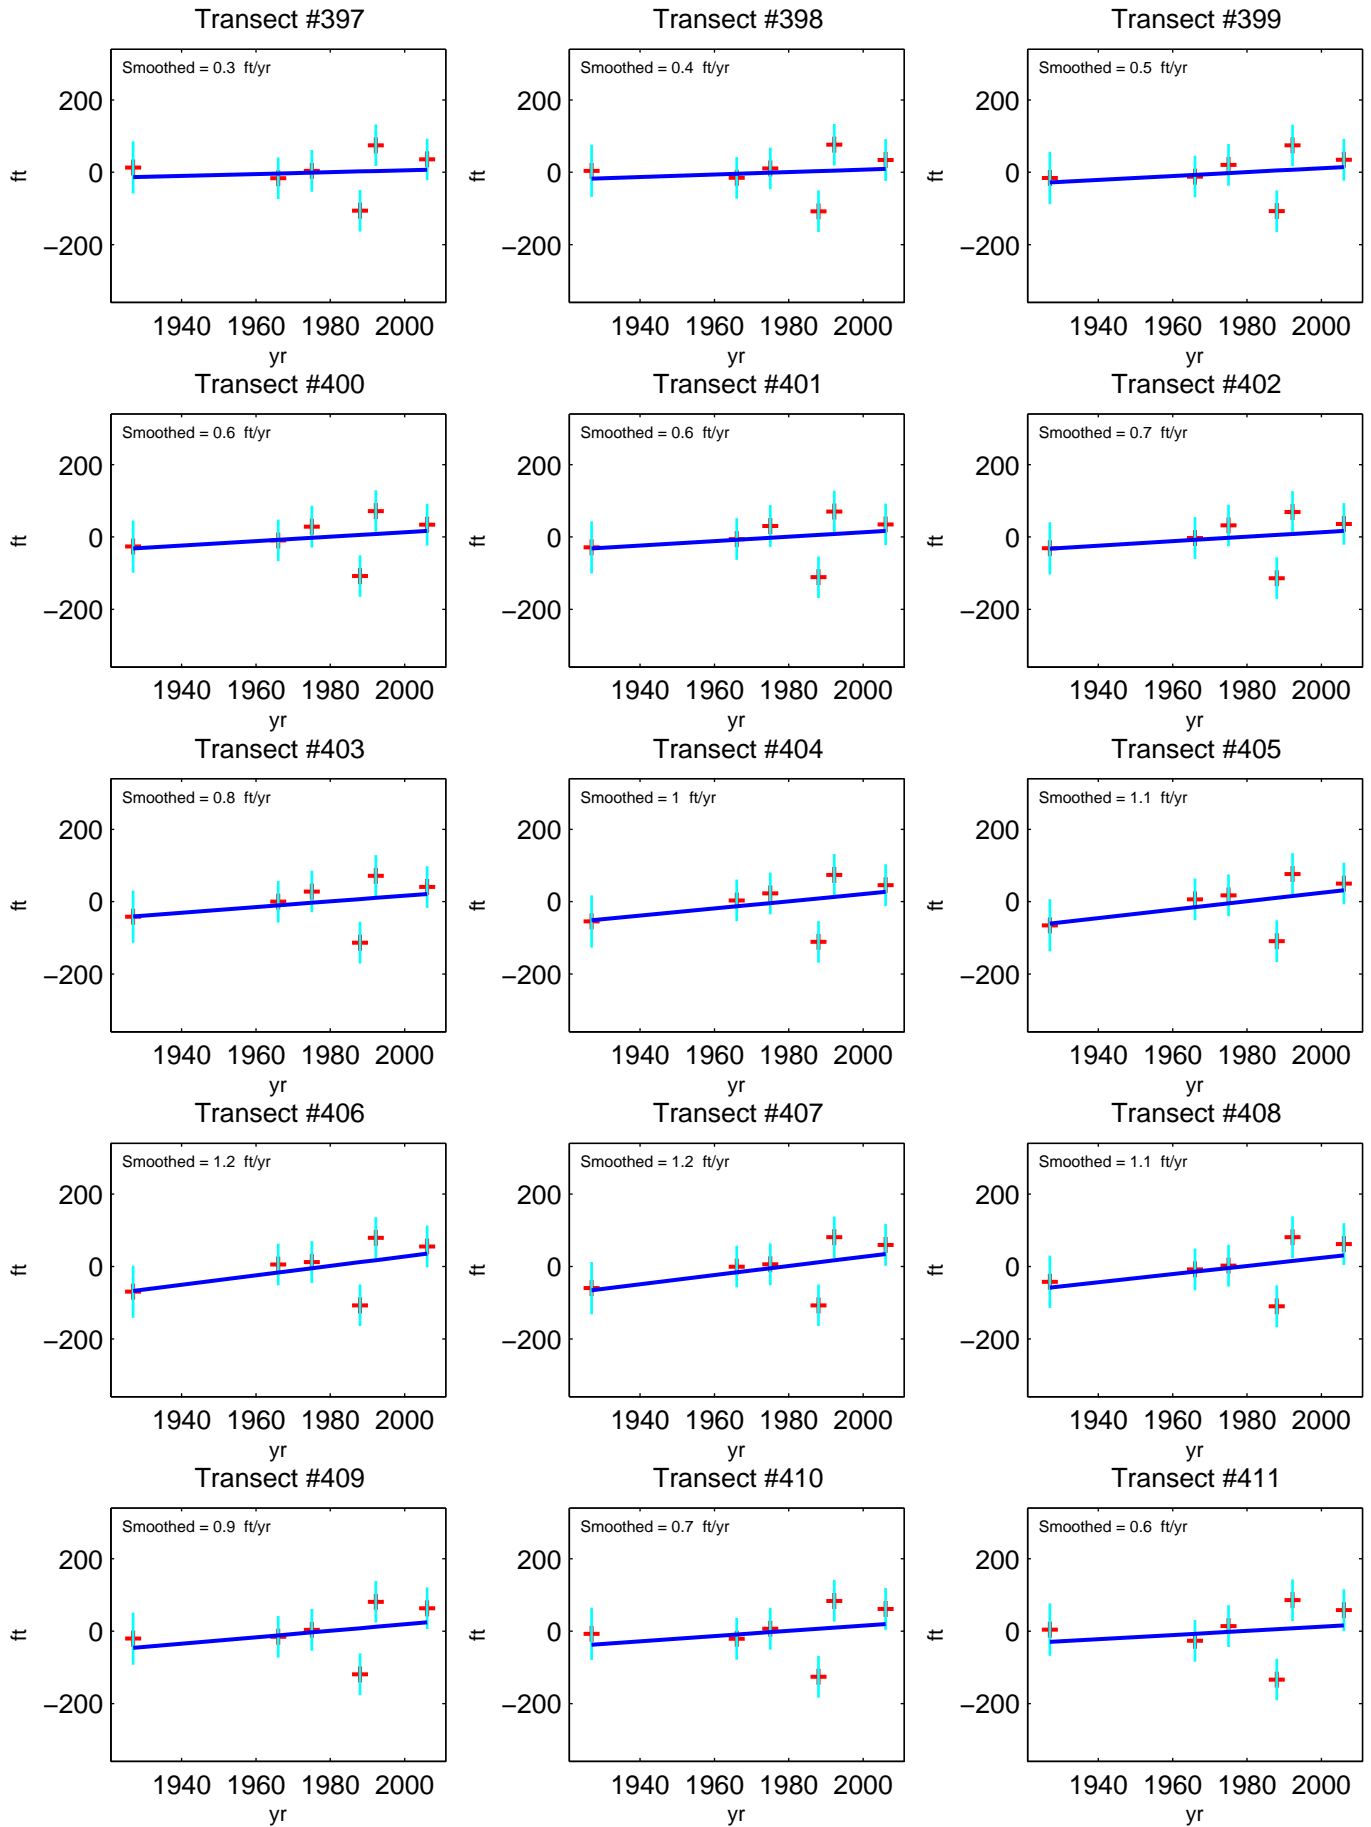 Transect #397
Transect #398
Transect #399
Smoothed = 0.3 ft/yr
Smoothed = 0.4 ft/yr
Smoothed = 0.5 ft/yr
200
0
−200
ft
200
0
−200
ft
200
0
−200
ft
1940 1960 1980 2000
1940 1960 1980 2000
1940 1960 1980 2000
yr
yr
yr
Transect #400
Transect #401
Transect #402
Smoothed = 0.6 ft/yr
Smoothed = 0.6 ft/yr
Smoothed = 0.7 ft/yr
200
0
−200
ft
200
0
−200
ft
200
0
−200
ft
1940 1960 1980 2000
1940 1960 1980 2000
1940 1960 1980 2000
yr
yr
yr
Transect #403
Transect #404
Transect #405
Smoothed = 0.8 ft/yr
Smoothed = 1 ft/yr
Smoothed = 1.1 ft/yr
200
0
−200
ft
200
0
−200
ft
200
0
−200
ft
1940 1960 1980 2000
1940 1960 1980 2000
1940 1960 1980 2000
yr
yr
yr
Transect #406
Transect #407
Transect #408
Smoothed = 1.2 ft/yr
Smoothed = 1.2 ft/yr
Smoothed = 1.1 ft/yr
200
0
−200
ft
200
0
−200
ft
200
0
−200
ft
1940 1960 1980 2000
1940 1960 1980 2000
1940 1960 1980 2000
yr
yr
yr
Transect #409
Transect #410
Transect #411
Smoothed = 0.9 ft/yr
Smoothed = 0.7 ft/yr
Smoothed = 0.6 ft/yr
200
0
−200
ft
200
0
−200
ft
200
0
−200
ft
1940 1960 1980 2000
1940 1960 1980 2000
1940 1960 1980 2000
yr
yr
yr